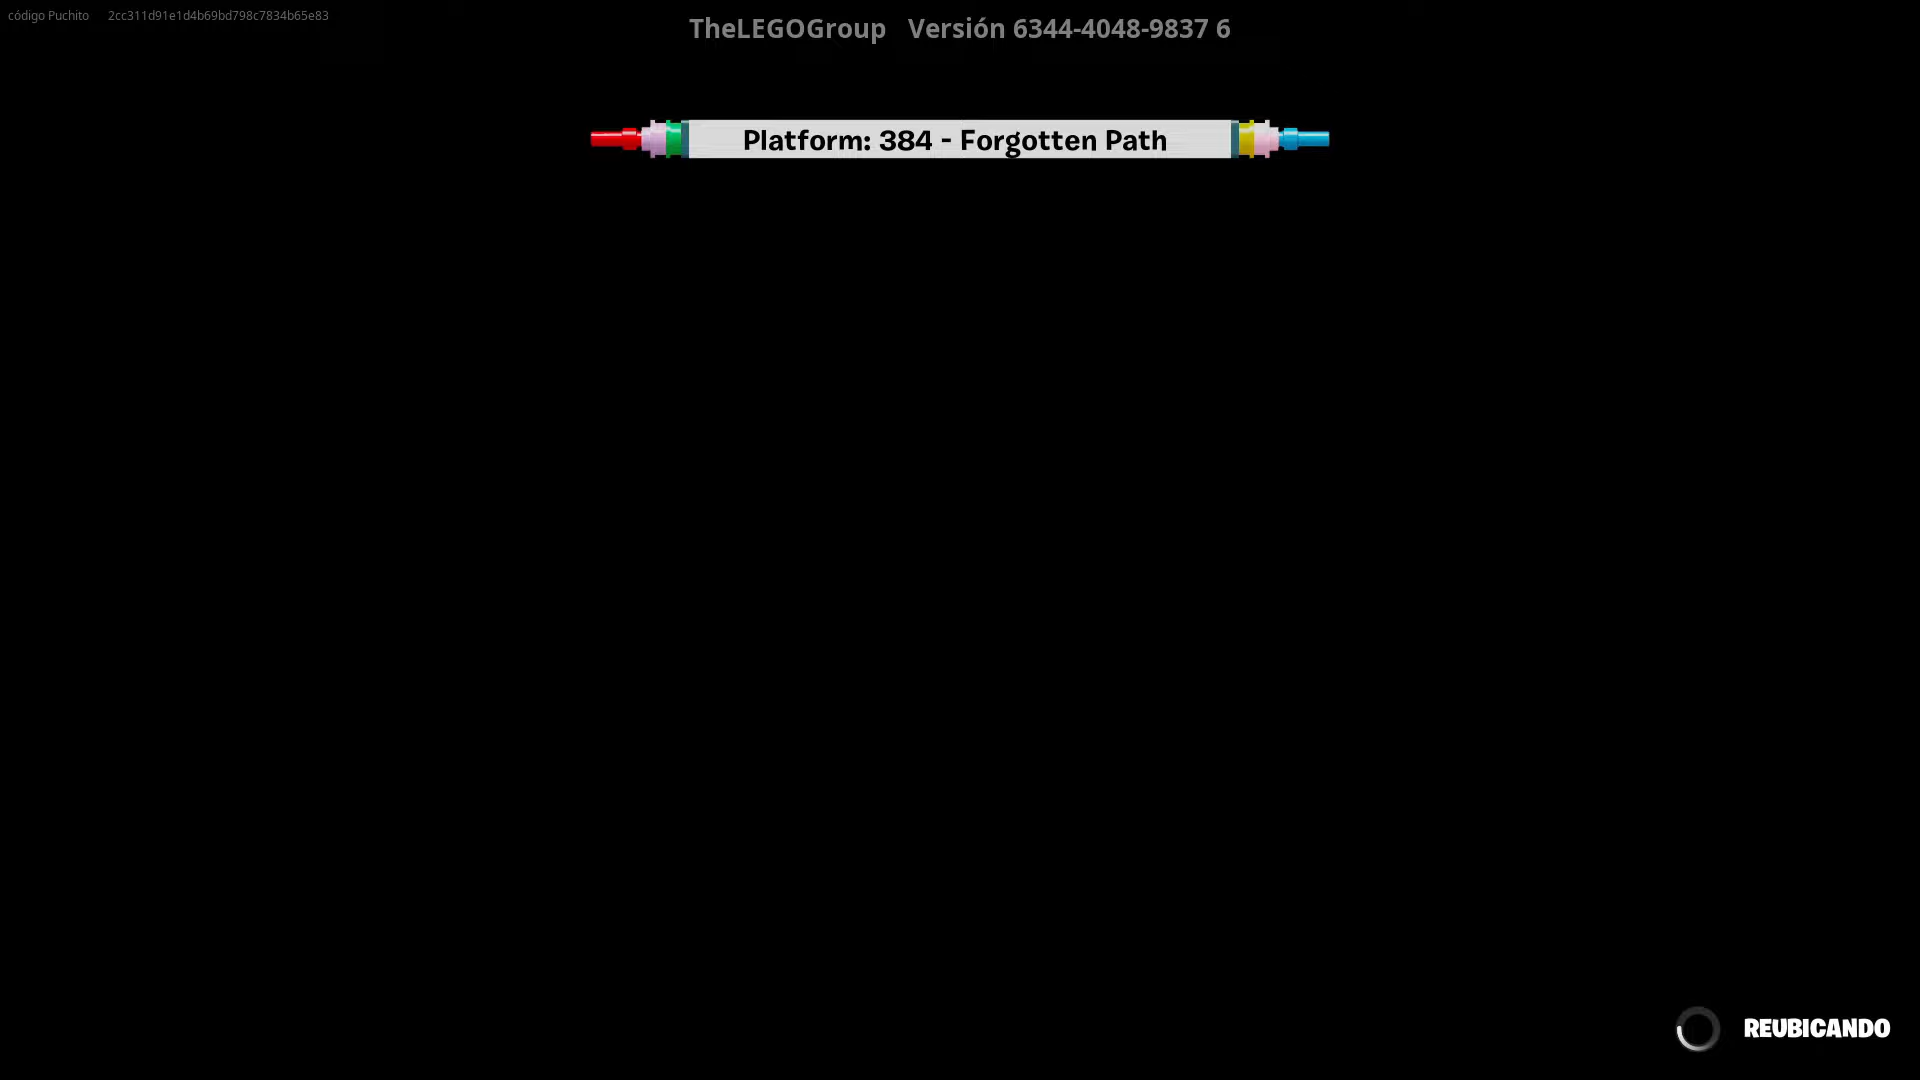 código Puchito 2cc311d91e1d4b69bd798c7834b65e83
TheLEGOGroup Versión 6344-4048-9837 6
Platform: 384 - Forgotten Path
REUBICANDO